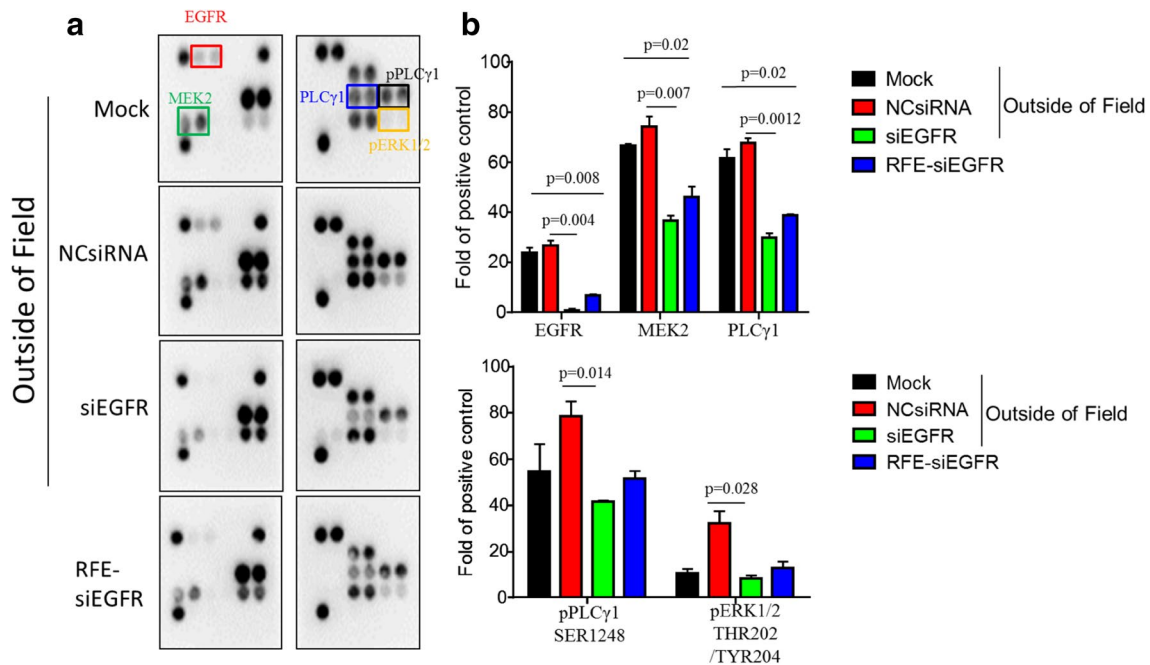 a
EGFR
Mock
MEK2
pPLCγ1
PLCγ1
pERK1/2
NCsiRNA
siEGFR
RFE-
siEGFR
Outside of Field
b
Fold of positive control
100
80
60
40
20
0
p=0.008
p=0.004
p=0.02
p=0.007
p=0.02
p=0.0012
EGFR
MEK2
PLCγ1
Mock
NCsiRNA
siEGFR
RFE-siEGFR
Outside of Field
Fold of positive control
100
80
60
40
20
0
p=0.014
p=0.028
pPLCγ1
SER1248
pERK1/2
THR202
/TYR204
Mock
NCsiRNA
siEGFR
RFE-siEGFR
Outside of Field